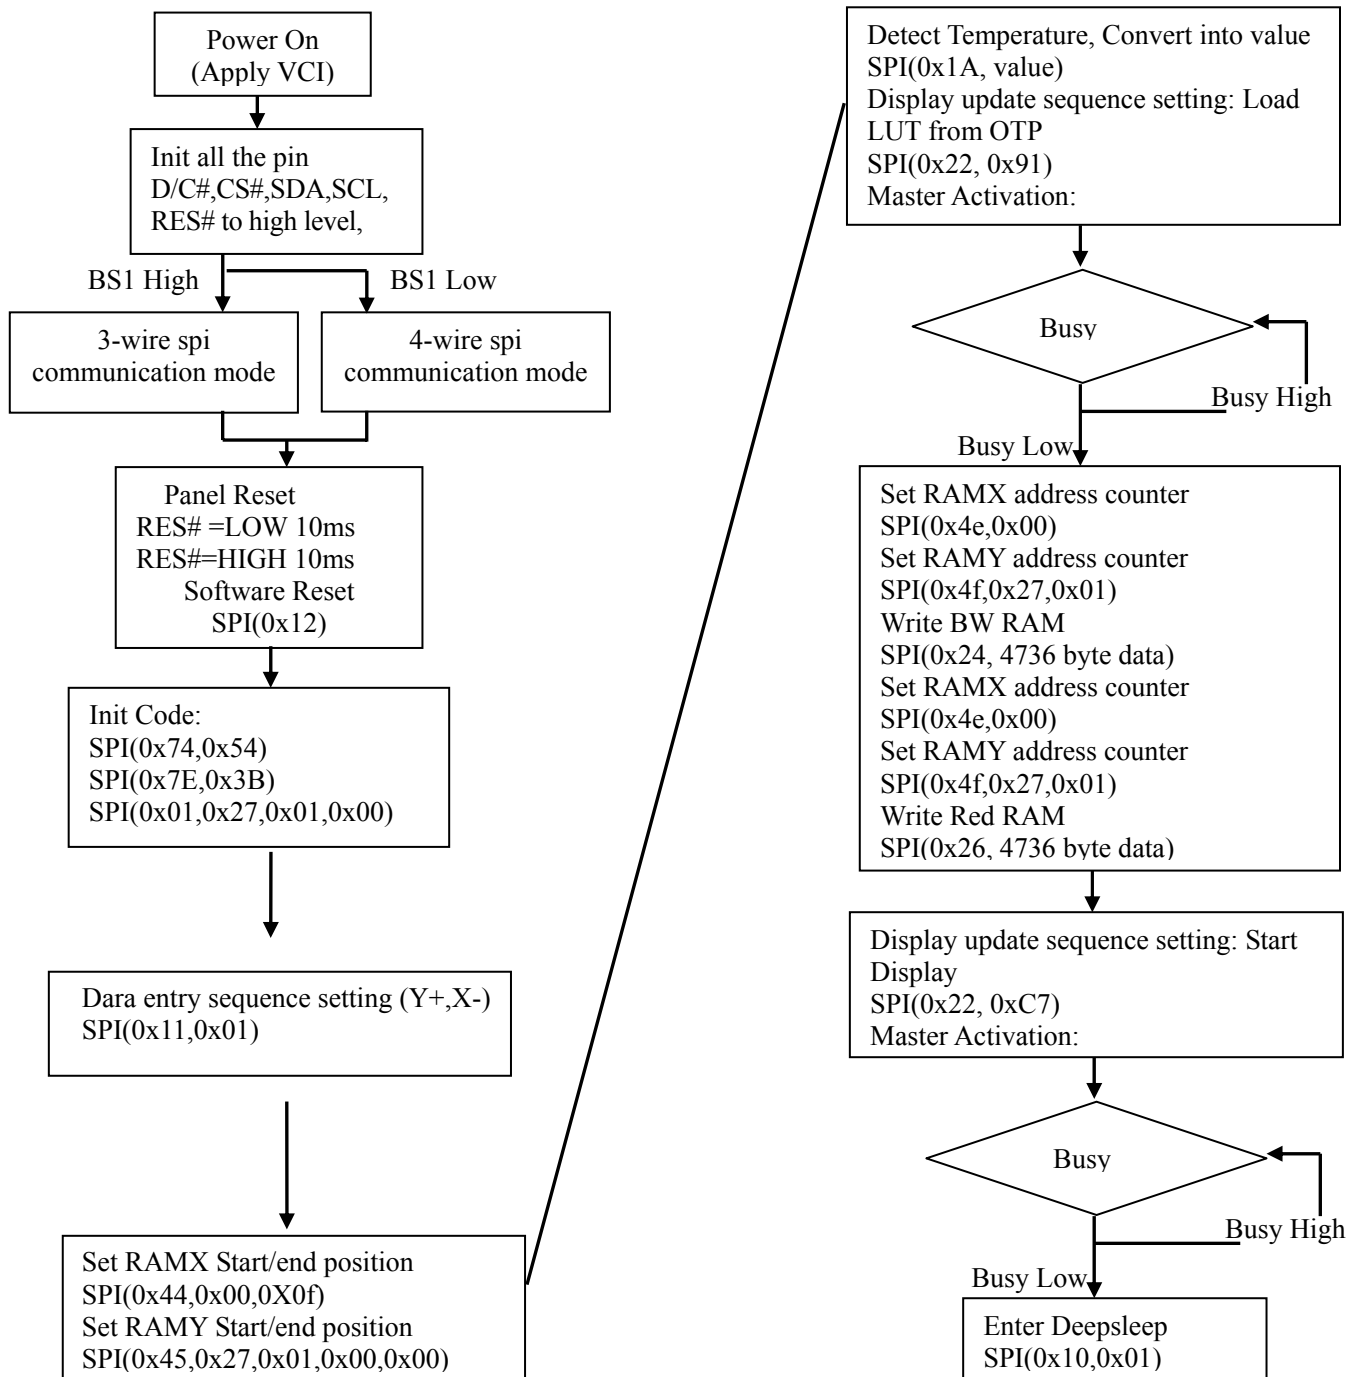 Power On
(Apply VCI)
Init all the pin
D/C#,CS#,SDA,SCL,
RES# to high level,
BS1 High
BS1 Low
3-wire spi
communication mode
4-wire spi
communication mode
Panel Reset
RES# =LOW 10ms
RES#=HIGH 10ms
Software Reset
SPI(0x12)
Init Code:
SPI(0x74,0x54)
SPI(0x7E,0x3B)
SPI(0x01,0x27,0x01,0x00)
Dara entry sequence setting (Y+,X-)
SPI(0x11,0x01)
Set RAMX Start/end position
SPI(0x44,0x00,0X0f)
Set RAMY Start/end position
SPI(0x45,0x27,0x01,0x00,0x00)
Detect Temperature, Convert into value
SPI(0x1A, value)
Display update sequence setting: Load
LUT from OTP
SPI(0x22, 0x91)
Master Activation:
Busy
Busy High
Busy Low
Set RAMX address counter
SPI(0x4e,0x00)
Set RAMY address counter
SPI(0x4f,0x27,0x01)
Write BW RAM
SPI(0x24, 4736 byte data)
Set RAMX address counter
SPI(0x4e,0x00)
Set RAMY address counter
SPI(0x4f,0x27,0x01)
Write Red RAM
SPI(0x26, 4736 byte data)
Display update sequence setting: Start
Display
SPI(0x22, 0xC7)
Master Activation:
Busy
Busy High
Busy Low
Enter Deepsleep
SPI(0x10,0x01)